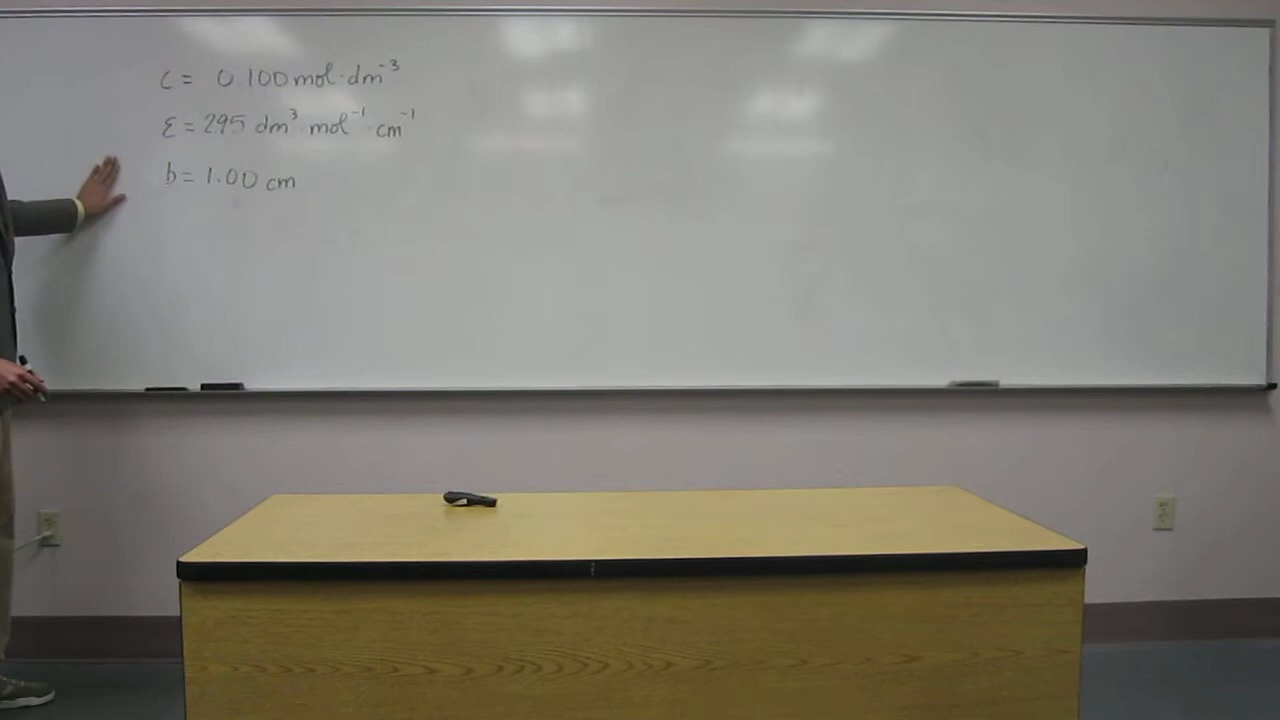 C = 0.100 mol·dm⁻³
ε = 295 dm³·mol⁻¹·cm⁻¹
b = 1.00 cm